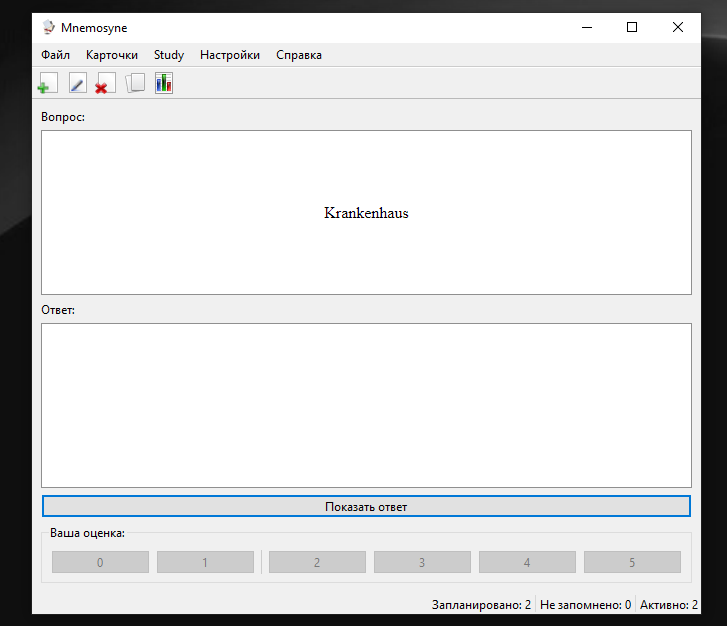 Mnemosyne
Файл Карточки Study Настройки Справка
Вопрос:
Krankenhaus
Ответ:
Показать ответ
Ваша оценка:
0 1 2 3 4 5
Запланировано: 2 Не запомнено: 0 Активно: 2